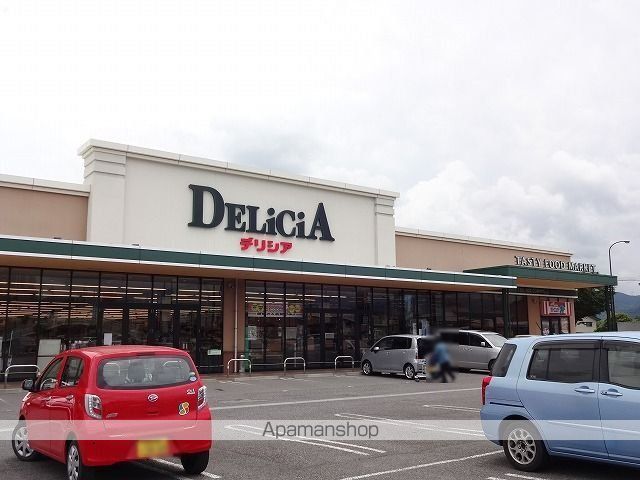 DELiCiA
デリシア
TASTY FOOD MARKET
Apamanshop